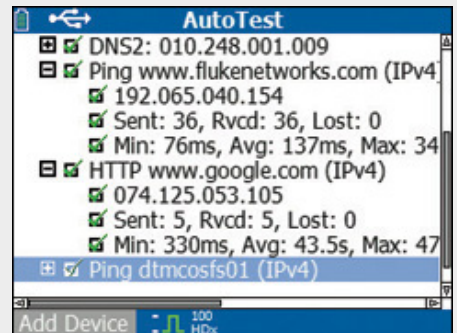 AutoTest
DNS2: 010.248.001.009
Ping www.flukenetworks.com (IPv4
192.065.040.154
Sent: 36, Rvcd: 36, Lost: 0
Min: 76ms, Avg: 137ms, Max: 34
HTTP www.google.com (IPv4)
074.125.053.105
Sent: 5, Rvcd: 5, Lost: 0
Min: 330ms, Avg: 43.5s, Max: 47
Ping dtmcosfs01 (IPv4)
Add Device
100
HDx